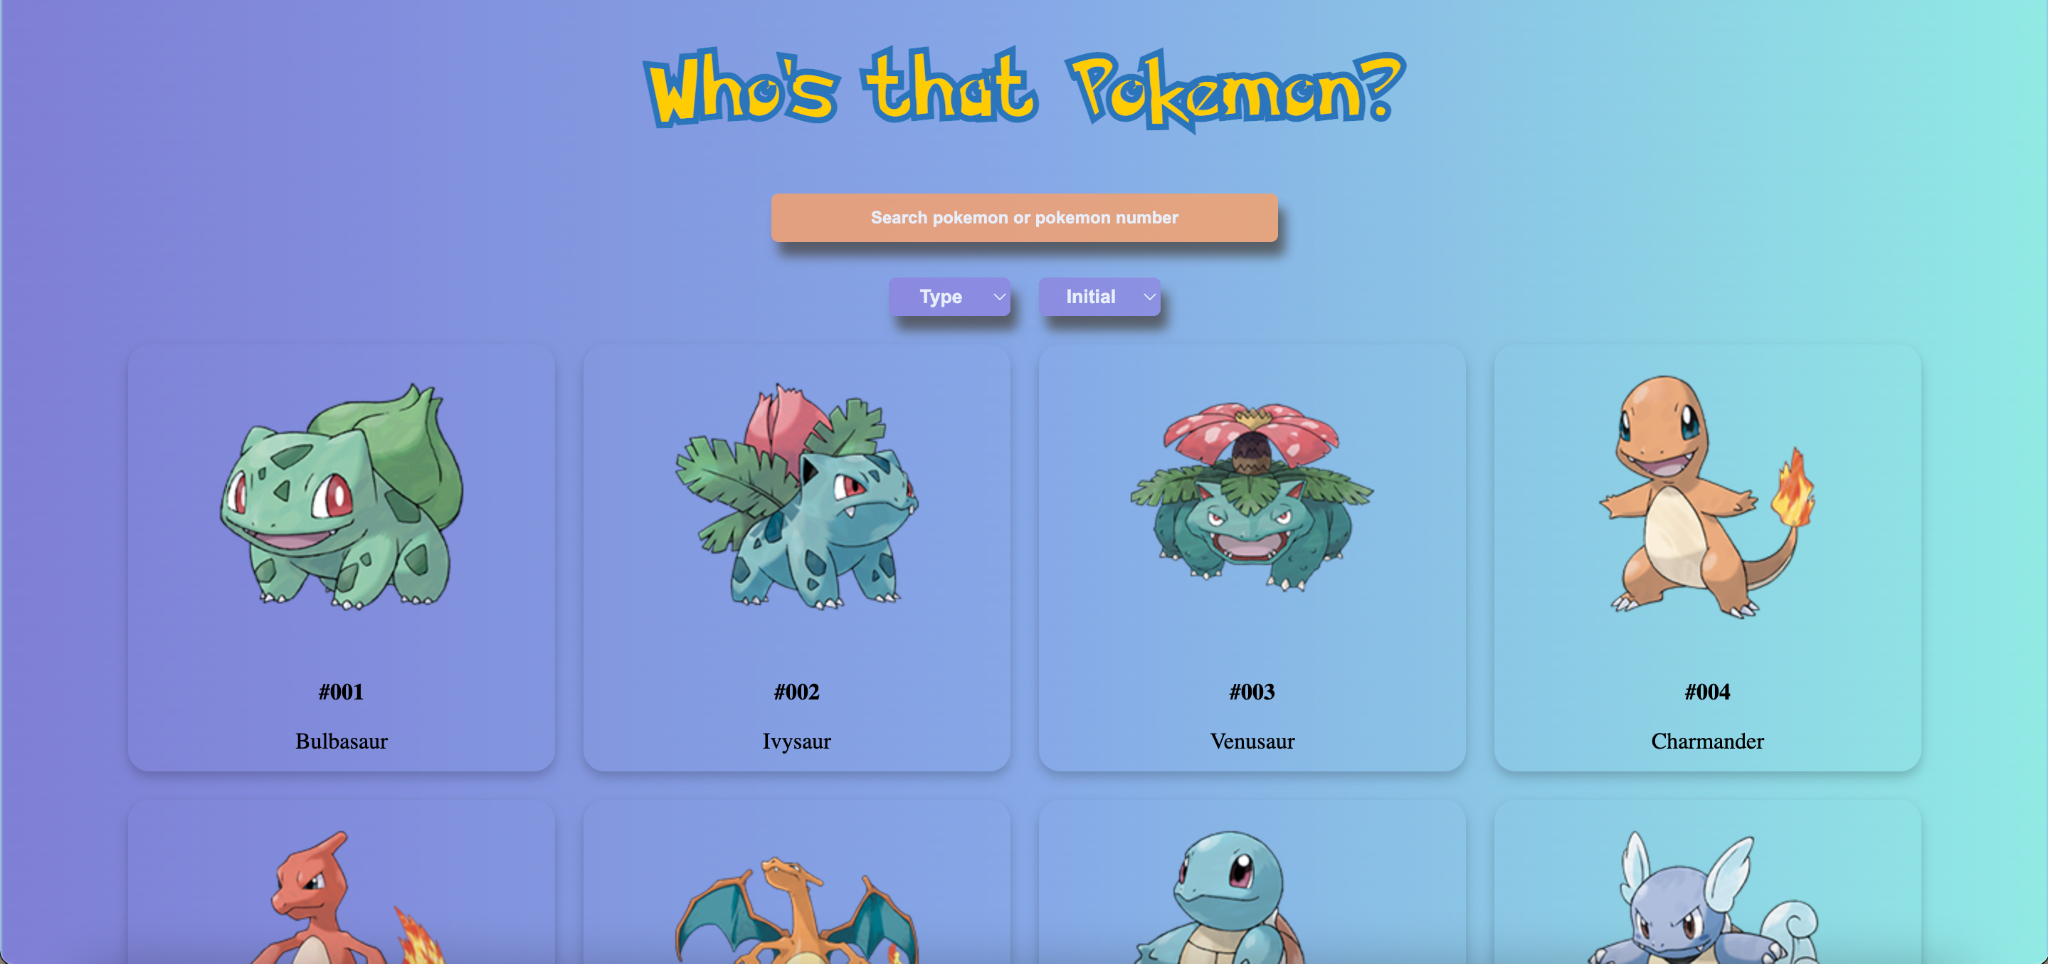 Who's that Pokemon?
Search pokemon or pokemon number
Type
Initial
#001
Bulbasaur
#002
Ivysaur
#003
Venusaur
#004
Charmander